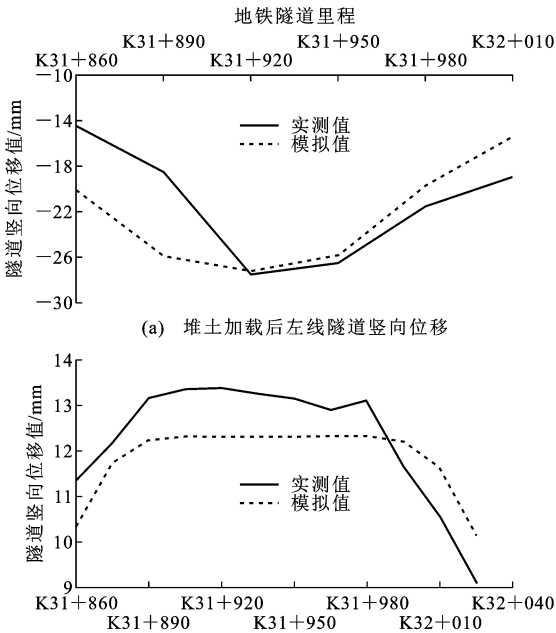 地铁隧道里程
K31+890 K31+950 K32+010
K31+860 K31+920 K31+980
−10
−14
−18
−22
−26
−30
隧道竖向位移值/mm
实测值
模拟值
(a) 堆土加载后左线隧道竖向位移
14
13
12
11
10
9
隧道竖向位移值/mm
实测值
模拟值
K31+860 K31+920 K31+980 K32+040
K31+890 K31+950 K32+010